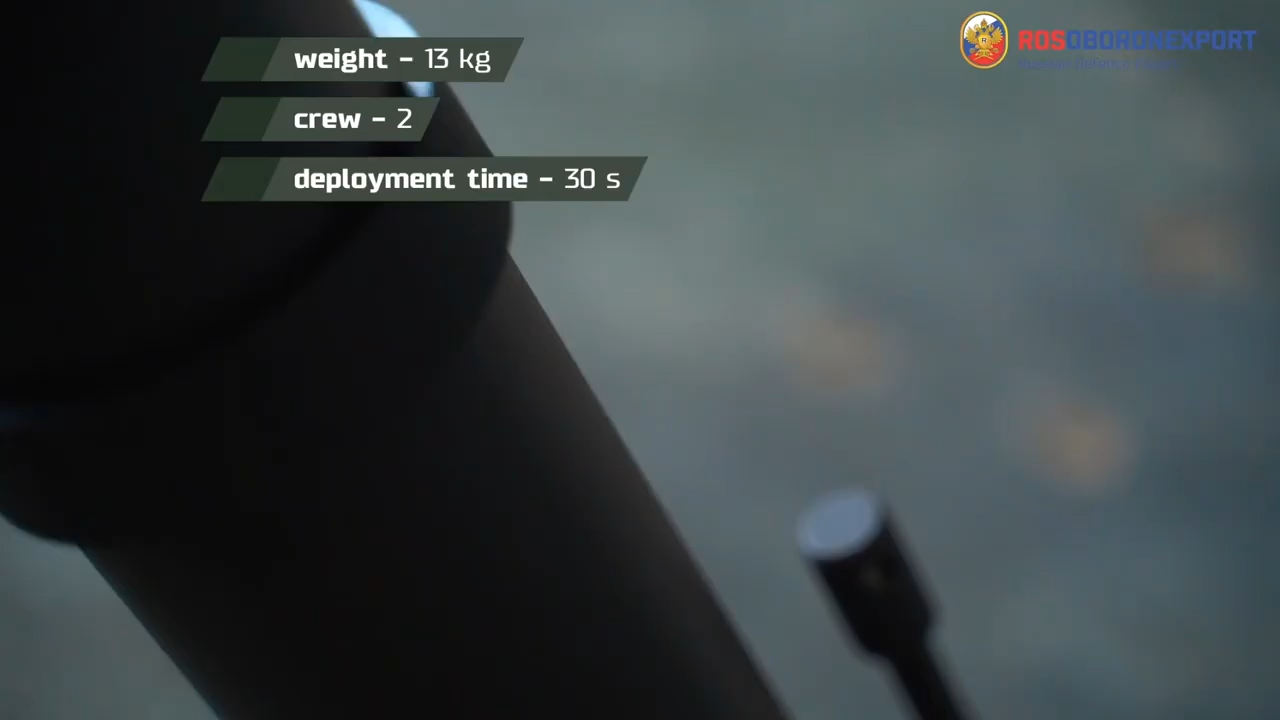 weight - 13 kg
crew - 2
deployment time - 30 s
ROSOBORONEXPORT